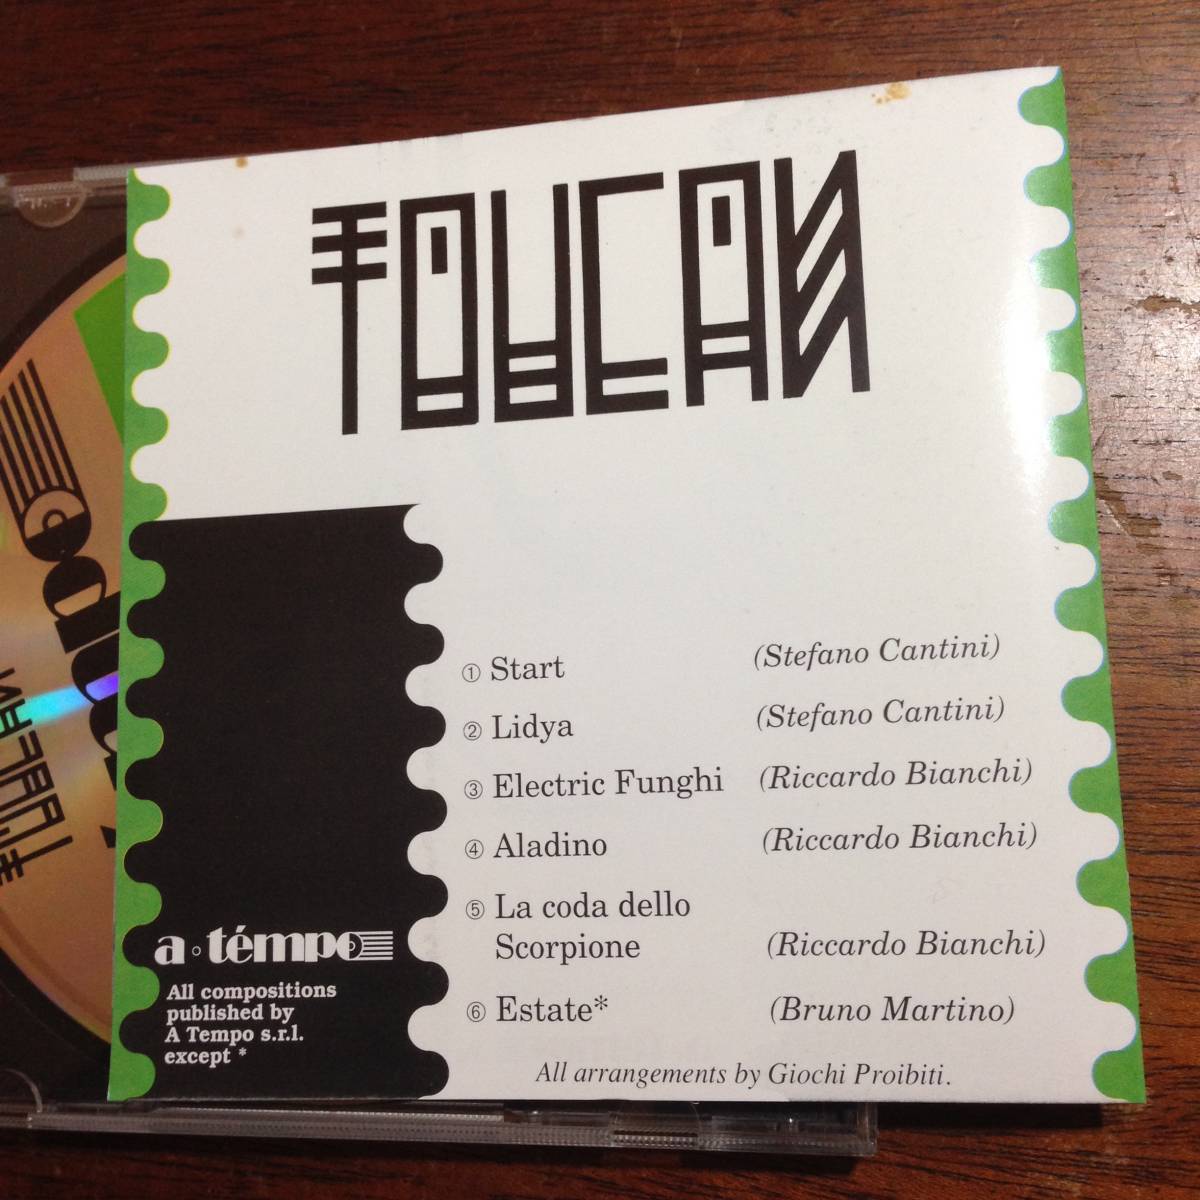 TOUCAN
① Start (Stefano Cantini)
② Lidya (Stefano Cantini)
③ Electric Funghi (Riccardo Bianchi)
④ Aladino (Riccardo Bianchi)
⑤ La coda dello
Scorpione (Riccardo Bianchi)
⑥ Estate* (Bruno Martino)
All arrangements by Giochi Proibiti.
a·témpo
All compositions
published by
A Tempo s.r.l.
except *